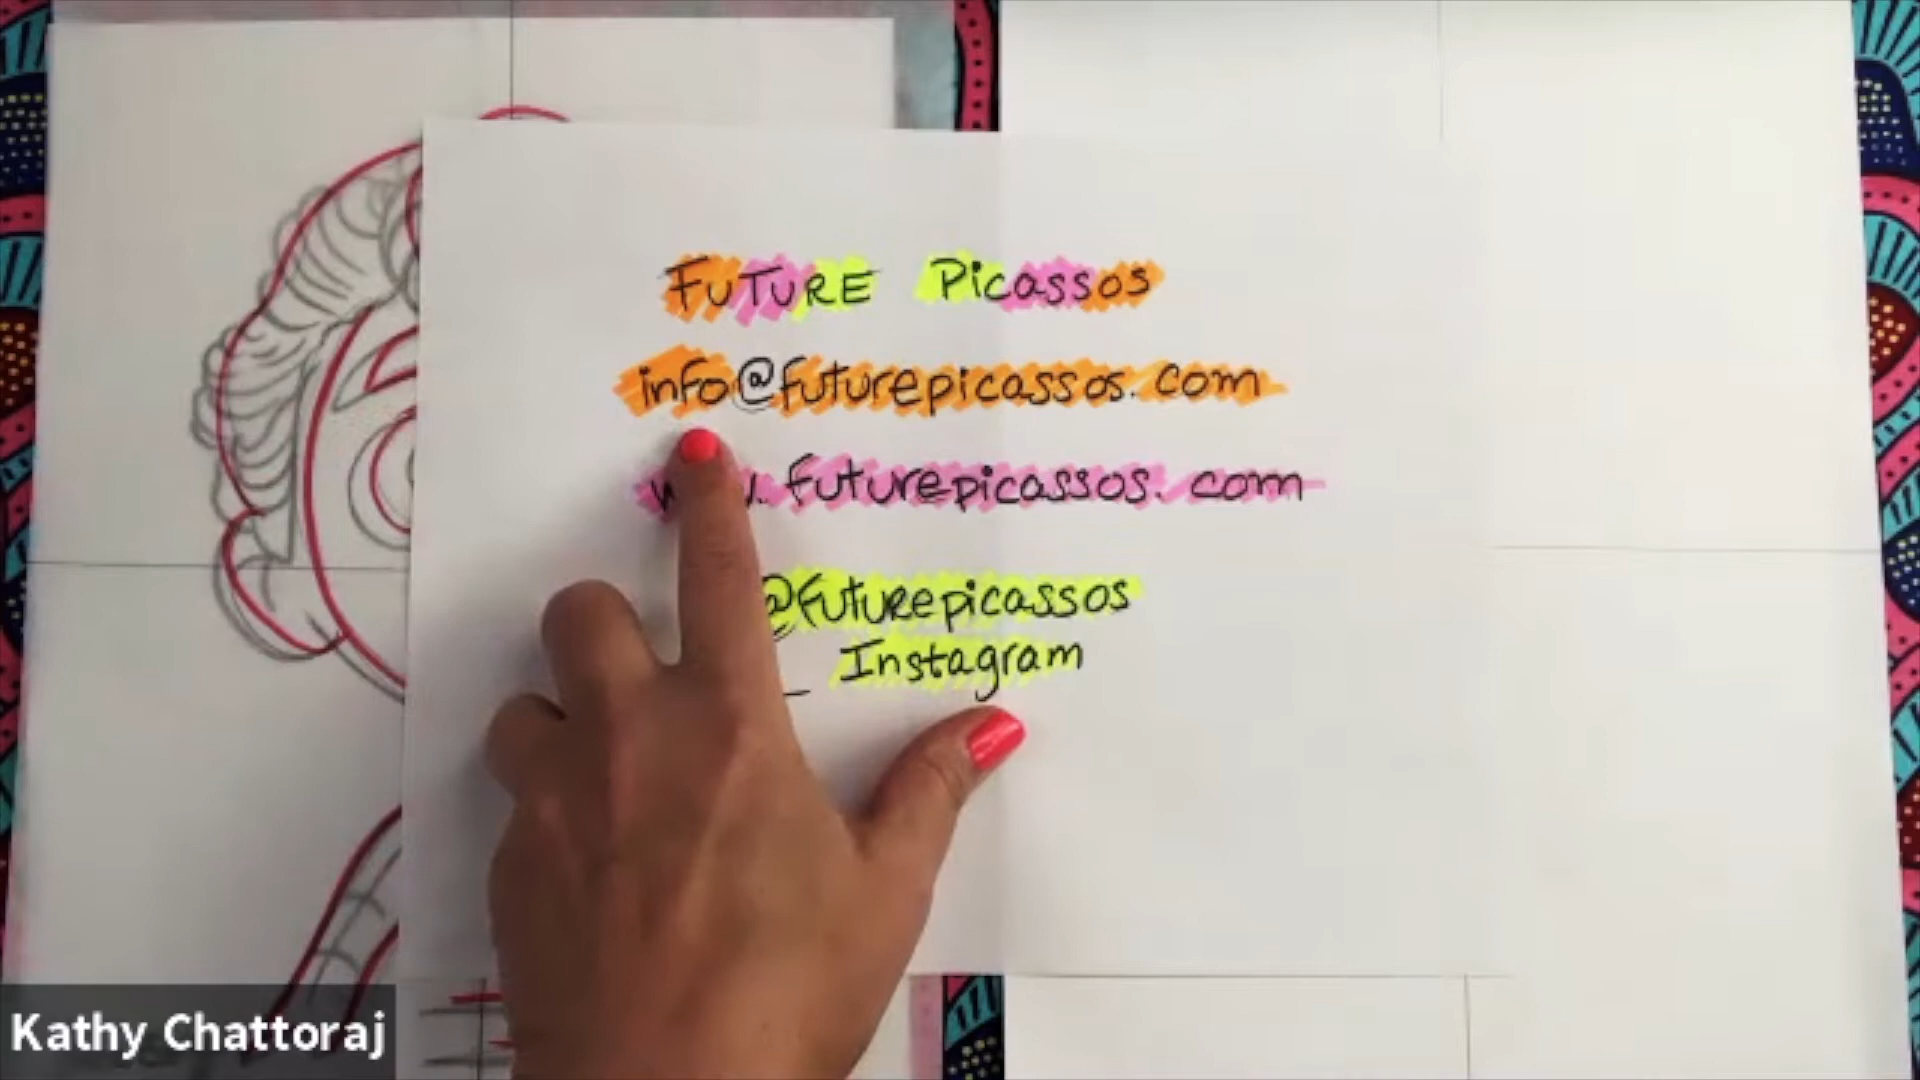 FuTuRE Picassos
info@futurepicassos.com
. futurepicassos. com
@futurepicassos
Instagram
Kathy Chattoraj